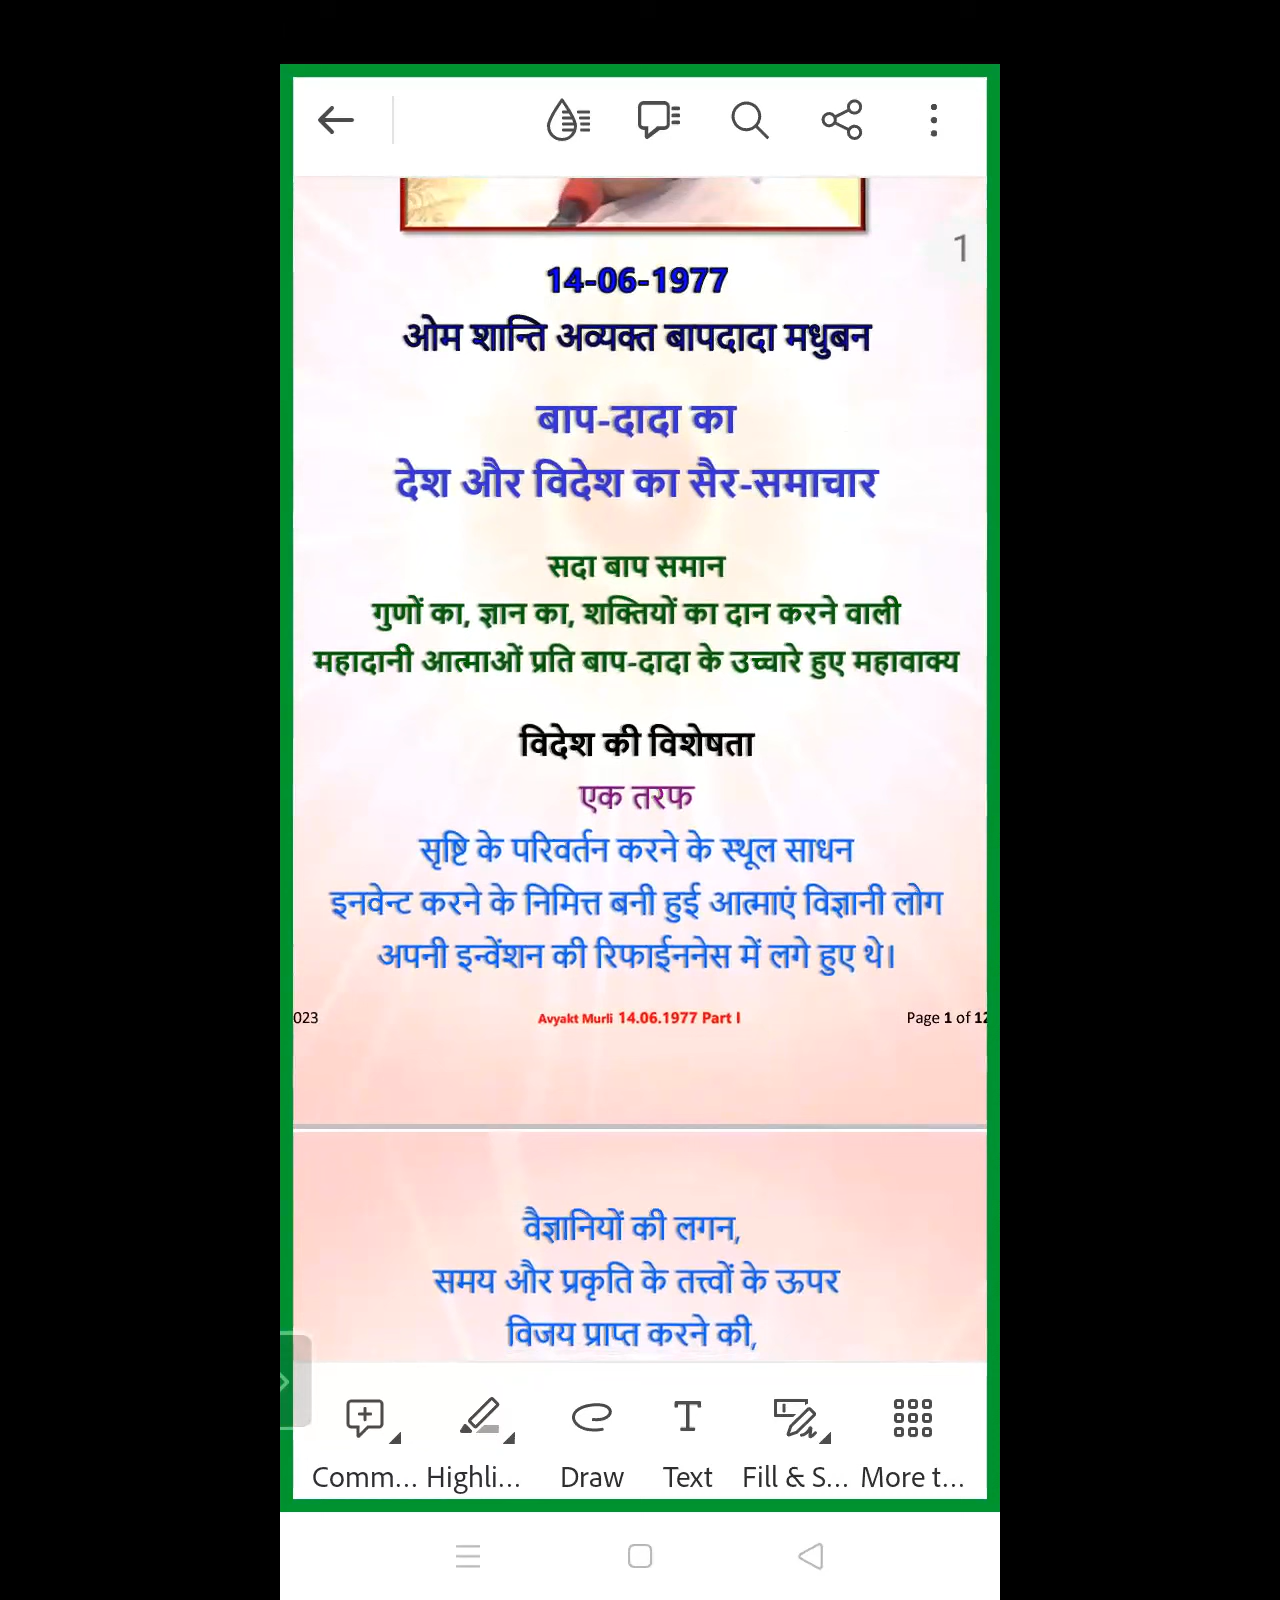 1
14-06-1977
ओम शान्ति अव्यक्त बापदादा मधुबन
बाप-दादा का
देश और विदेश का सैर-समाचार
सदा बाप समान
गुणों का, ज्ञान का, शक्तियों का दान करने वाली
महादानी आत्माओं प्रति बाप-दादा के उच्चारे हुए महावाक्य
विदेश की विशेषता
एक तरफ
सृष्टि के परिवर्तन करने के स्थूल साधन
इनवेन्ट करने के निमित्त बनी हुई आत्माएं विज्ञानी लोग
अपनी इन्वेंशन की रिफाईननेस में लगे हुए थे।
023 Avyakt Murli 14.06.1977 Part I Page 1 of 12
वैज्ञानियों की लगन,
समय और प्रकृति के तत्त्वों के ऊपर
विजय प्राप्त करने की,
Comm... Highli... Draw Text Fill & S... More t...